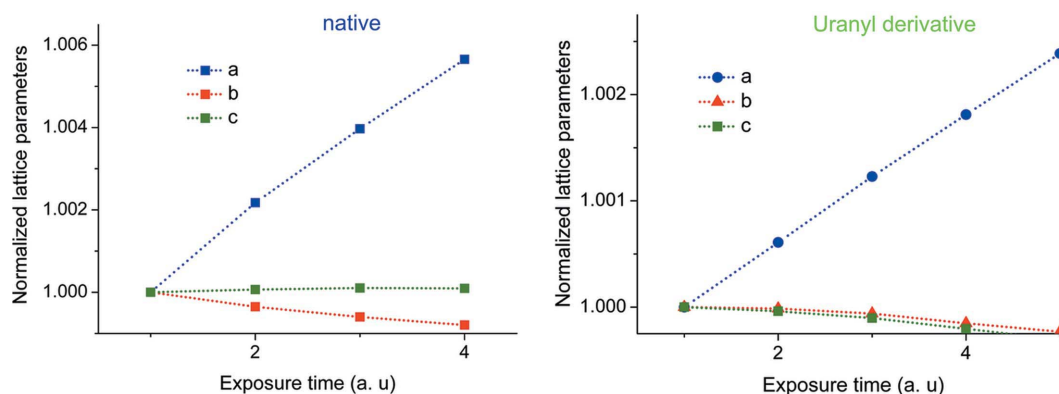 native
Normalized lattice parameters
1.006
1.004
1.002
1.000
a
b
c
2
4
Exposure time (a. u)
Uranyl derivative
Normalized lattice parameters
1.002
1.001
1.000
a
b
c
2
4
Exposure time (a. u)